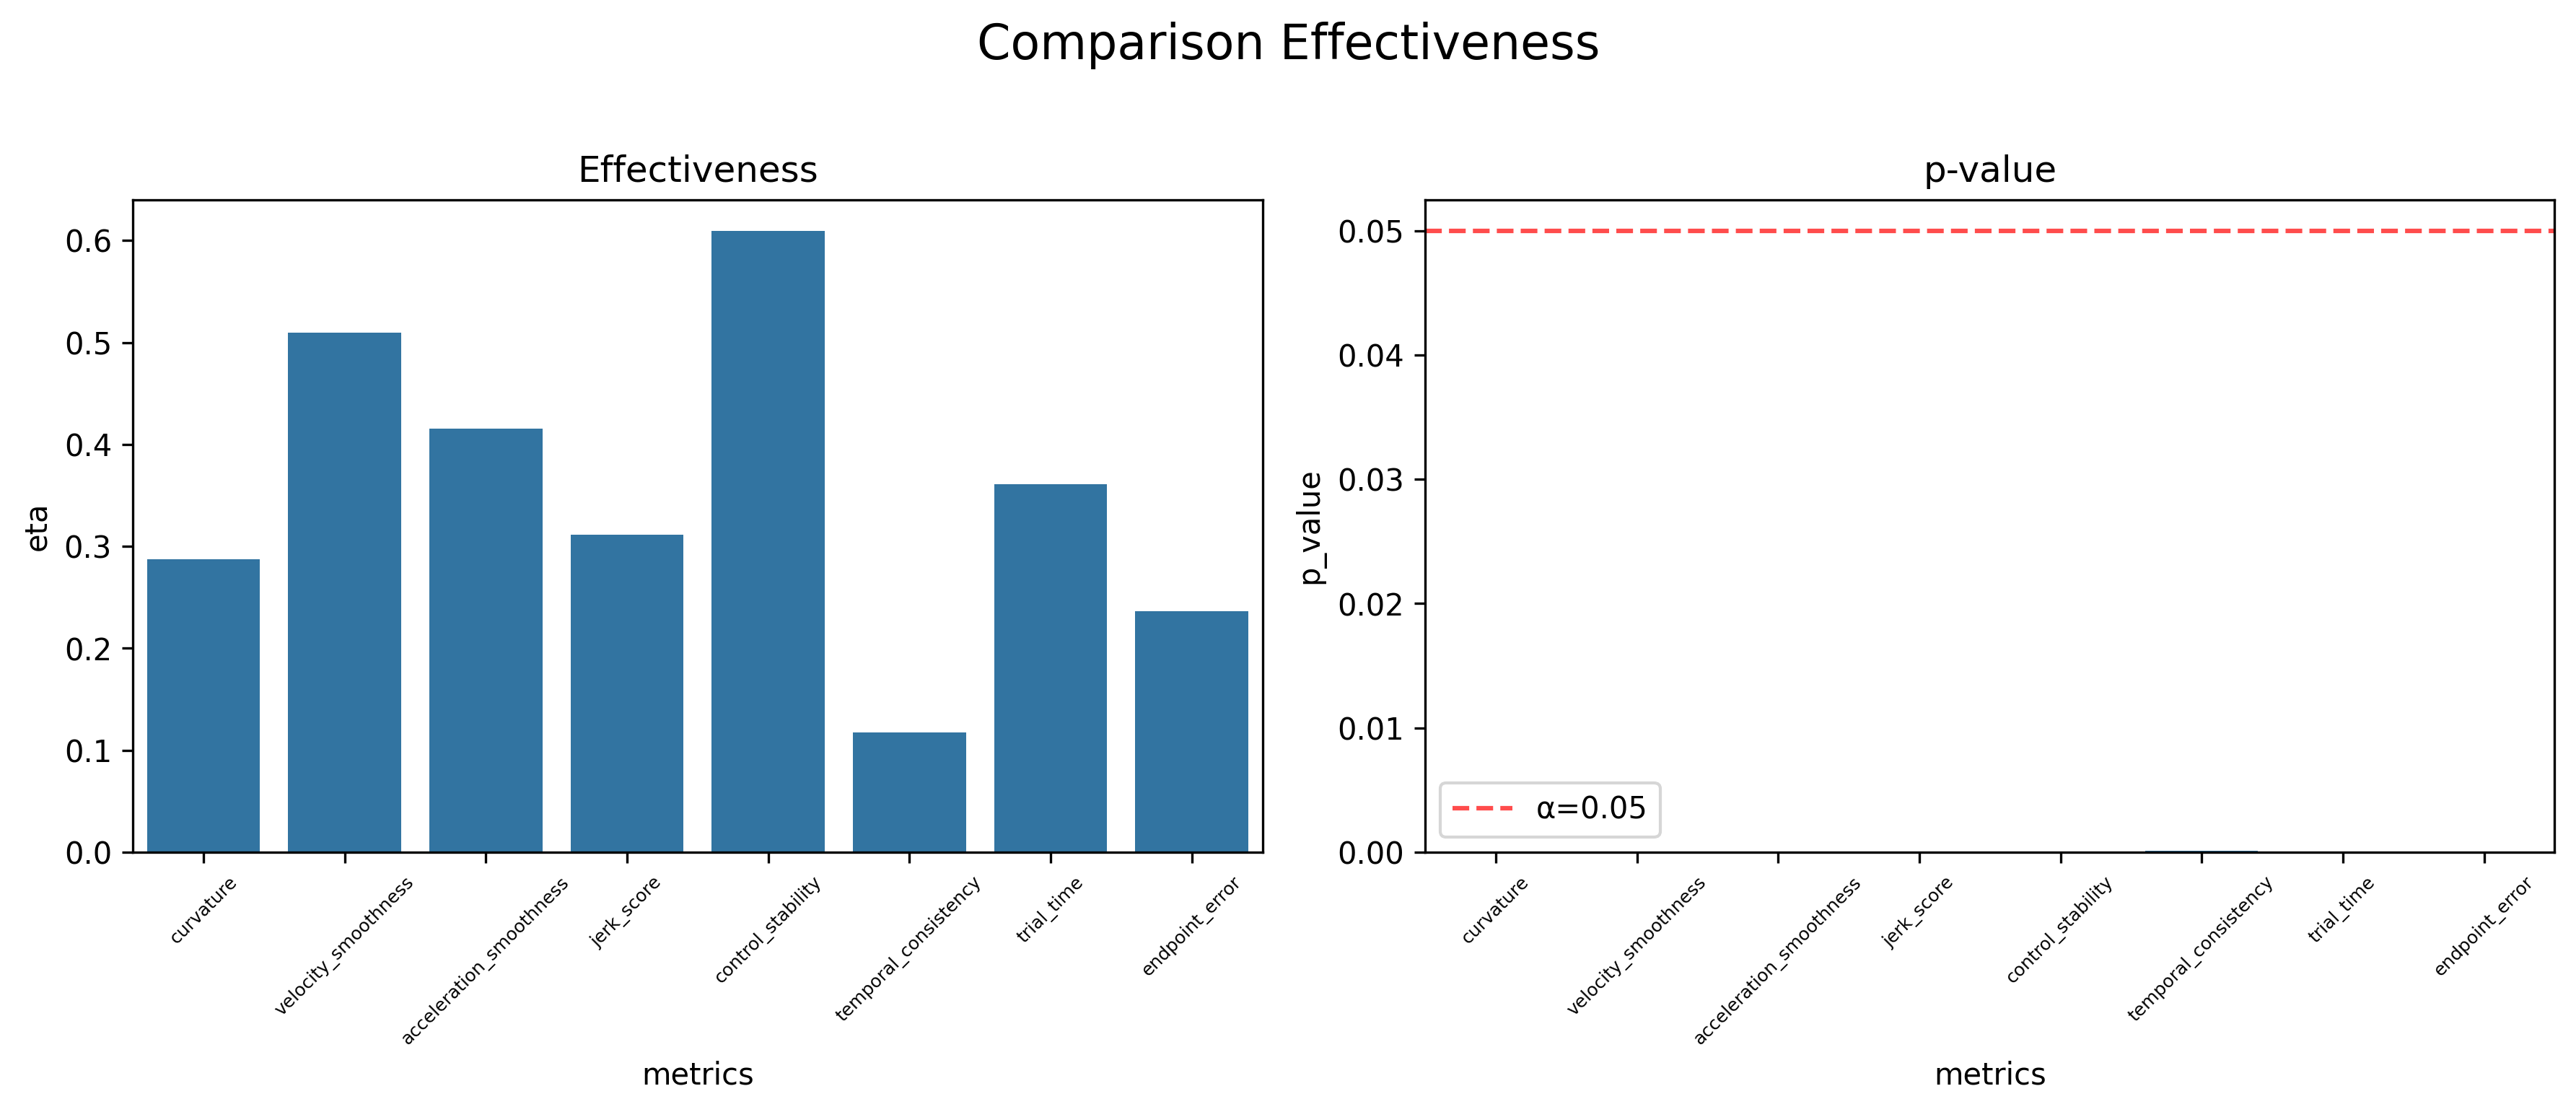 Comparison Effectiveness
Effectiveness
eta
0.6
0.5
0.4
0.3
0.2
0.1
0.0
curvature
velocity_smoothness
acceleration_smoothness
jerk_score
control_stability
temporal_consistency
trial_time
endpoint_error
metrics
p-value
p_value
0.05
0.04
0.03
0.02
0.01
0.00
α=0.05
curvature
velocity_smoothness
acceleration_smoothness
jerk_score
control_stability
temporal_consistency
trial_time
endpoint_error
metrics